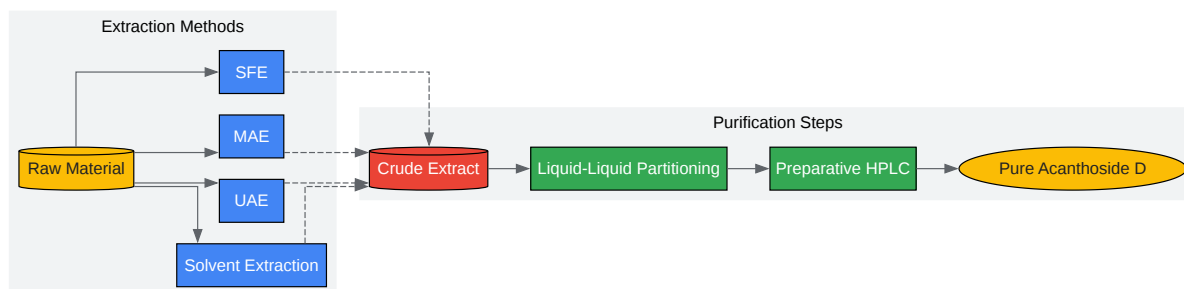 Extraction Methods
SFE
MAE
Raw Material
UAE
Solvent Extraction
Purification Steps
Crude Extract
Liquid-Liquid Partitioning
Preparative HPLC
Pure Acanthoside D